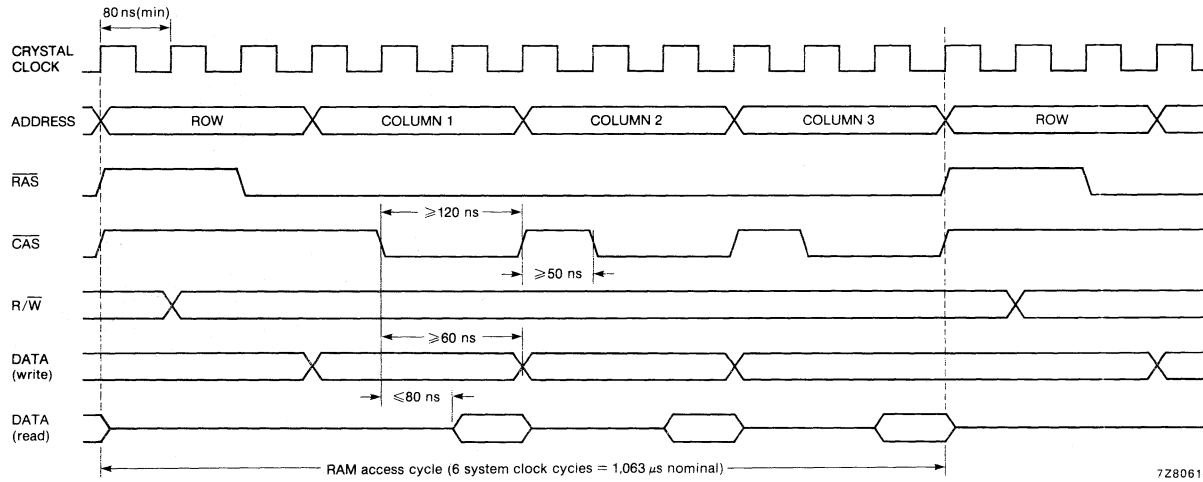 80 ns(min)
CRYSTAL
CLOCK
ADDRESS
ROW
COLUMN 1
COLUMN 2
COLUMN 3
ROW
RAS
⩾120 ns
CAS
⩾50 ns
R/W
⩾60 ns
DATA
(write)
≤80 ns
DATA
(read)
RAM access cycle (6 system clock cycles = 1,063 µs nominal)
7Z8061